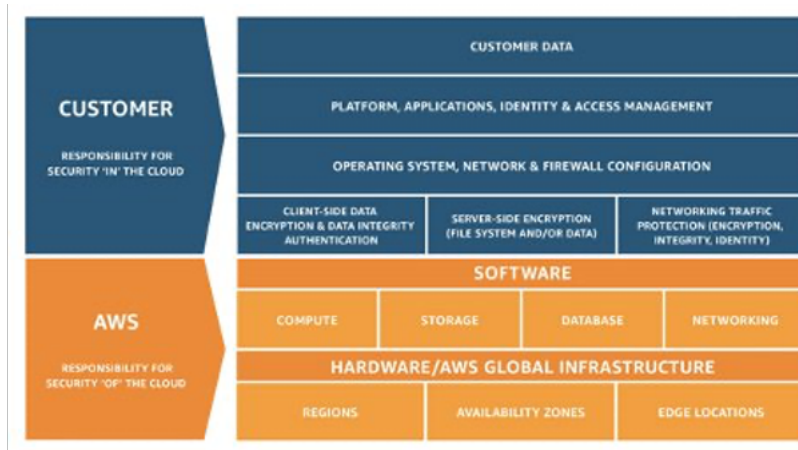 CUSTOMER
RESPONSIBILITY FOR
SECURITY 'IN' THE CLOUD
CUSTOMER DATA
PLATFORM, APPLICATIONS, IDENTITY & ACCESS MANAGEMENT
OPERATING SYSTEM, NETWORK & FIREWALL CONFIGURATION
CLIENT-SIDE DATA
ENCRYPTION & DATA INTEGRITY
AUTHENTICATION
SERVER-SIDE ENCRYPTION
(FILE SYSTEM AND/OR DATA)
NETWORKING TRAFFIC
PROTECTION (ENCRYPTION,
INTEGRITY, IDENTITY)
AWS
RESPONSIBILITY FOR
SECURITY 'OF' THE CLOUD
SOFTWARE
COMPUTE
STORAGE
DATABASE
NETWORKING
HARDWARE/AWS GLOBAL INFRASTRUCTURE
REGIONS
AVAILABILITY ZONES
EDGE LOCATIONS